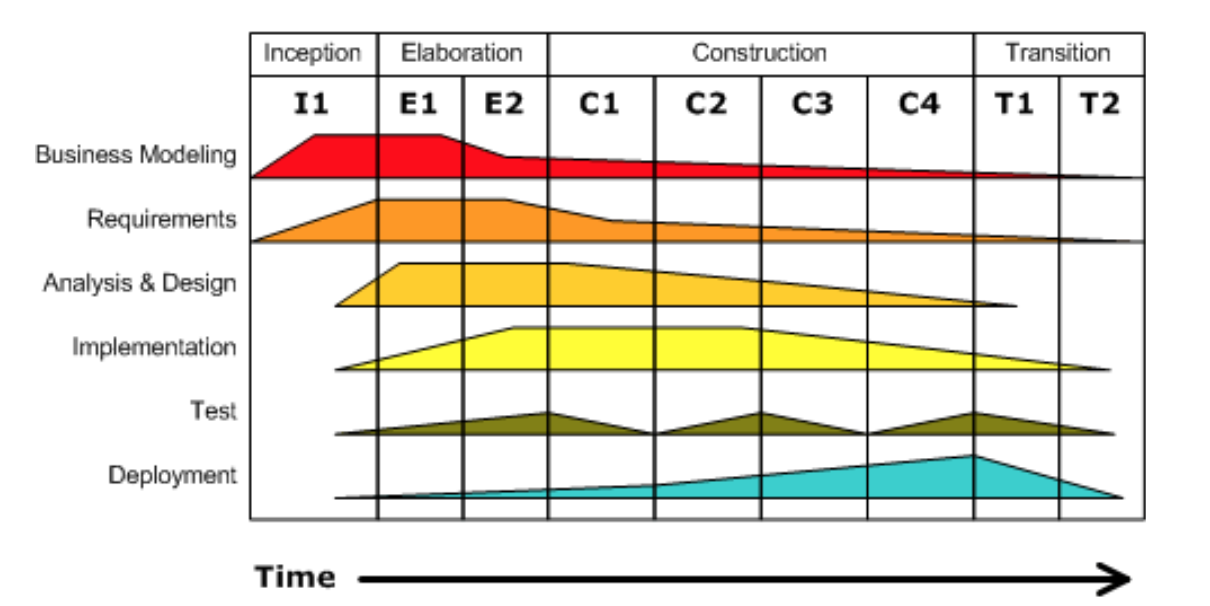 Inception Elaboration Construction Transition
I1 E1 E2 C1 C2 C3 C4 T1 T2
Business Modeling
Requirements
Analysis & Design
Implementation
Test
Deployment
Time